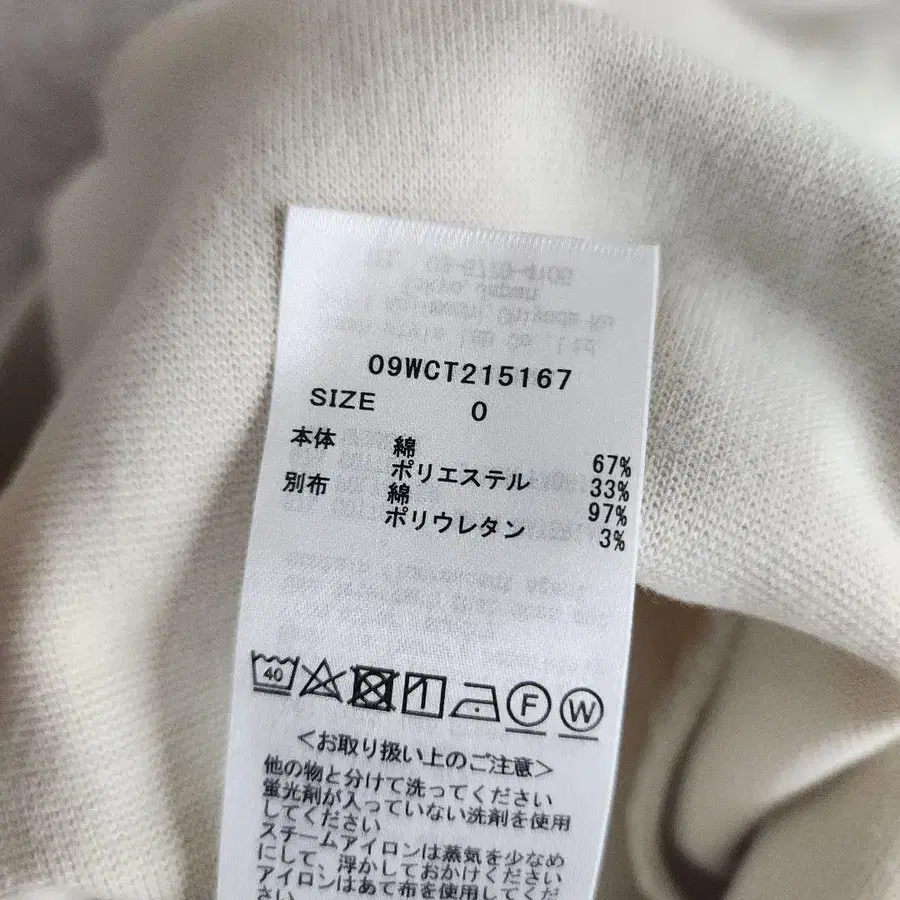 09WCT215167
SIZE 0
本体 綿 67%
ポリエステル 33%
別布 綿 97%
ポリウレタン 3%
40
F W
＜お取り扱い上のご注意＞
他の物と分けて洗ってください
蛍光剤が入っていない洗剤を使用
してください
スチームアイロンは蒸気を少なめ
にして、浮かしておかけください
アイロンはあて布を使用してくだ
さい